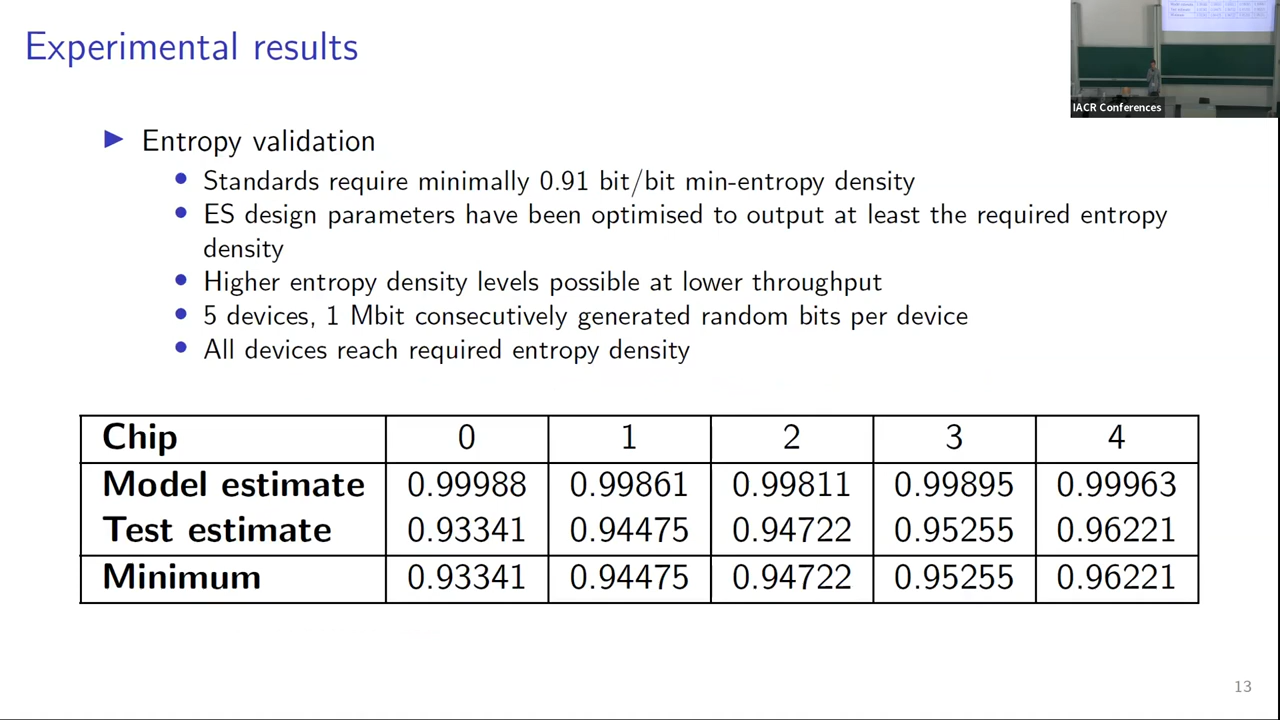 Experimental results
IACR Conferences
Entropy validation
Standards require minimally 0.91 bit/bit min-entropy density
ES design parameters have been optimised to output at least the required entropy
density
Higher entropy density levels possible at lower throughput
5 devices, 1 Mbit consecutively generated random bits per device
All devices reach required entropy density
Chip 0 1 2 3 4
Model estimate 0.99988 0.99861 0.99811 0.99895 0.99963
Test estimate 0.93341 0.94475 0.94722 0.95255 0.96221
Minimum 0.93341 0.94475 0.94722 0.95255 0.96221
13